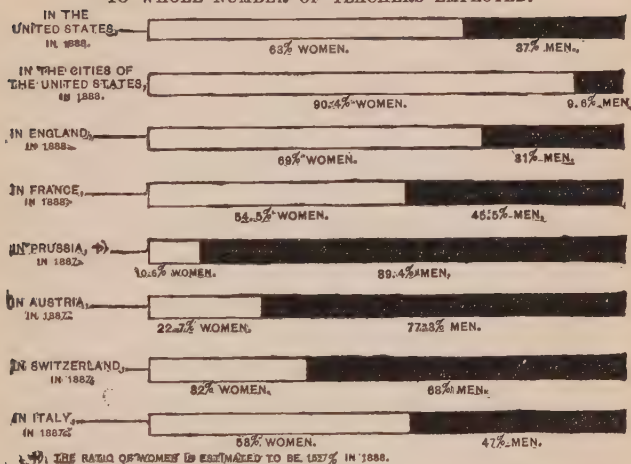 TO WHOLE NUMBER OF TEACHERS EMPLOYED.
IN THE
UNITED STATES,
IN 1888.
63% WOMEN. 37% MEN.
IN THE CITIES OF
THE UNITED STATES,
IN 1888.
90.4% WOMEN. 9.6% MEN
IN ENGLAND,
IN 1888.
69% WOMEN. 31% MEN.
IN FRANCE,
IN 1888.
54.5% WOMEN. 45.5% MEN.
IN PRUSSIA,
IN 1887.
10.6% WOMEN. 89.4% MEN,
IN AUSTRIA,
IN 1887.
22.7% WOMEN. 77.3% MEN.
IN SWITZERLAND,
IN 1887.
32% WOMEN. 68% MEN.
IN ITALY,
IN 1887.
53% WOMEN. 47% MEN.
THE RATIO OF WOMEN IS ESTIMATED TO BE IN 1888.